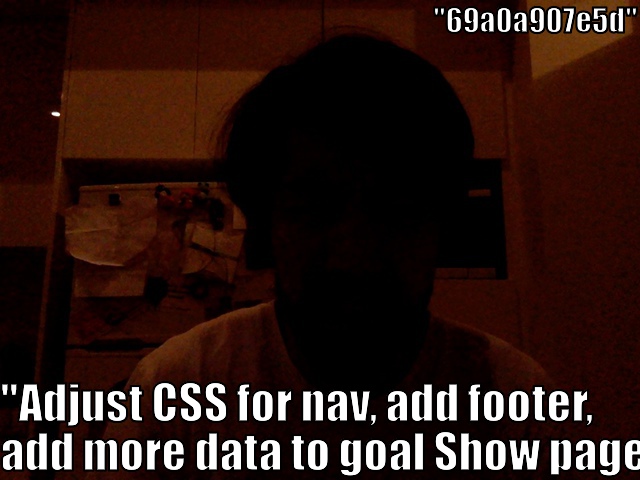 "69a0a907e5d"
"Adjust CSS for nav, add footer,
add more data to goal Show page